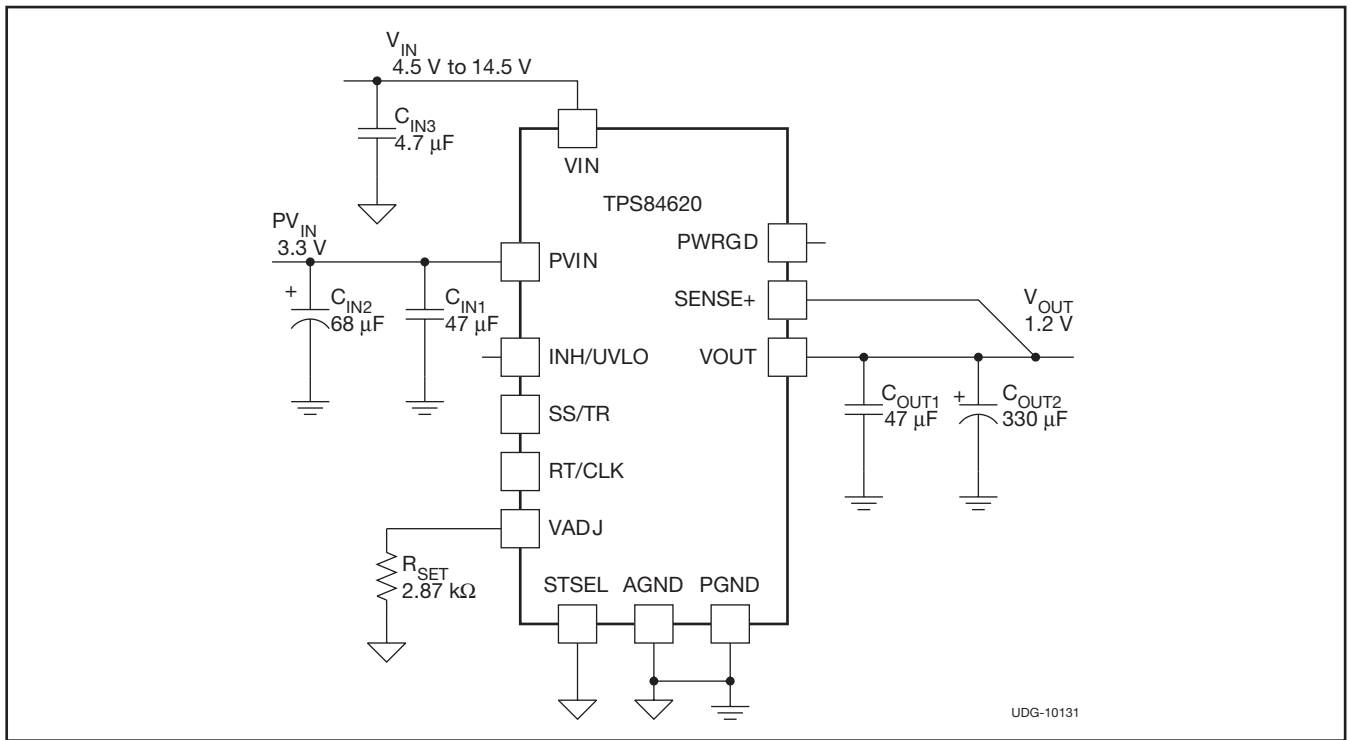 V_IN
4.5 V to 14.5 V
C_IN3
4.7 μF
VIN
TPS84620
PV_IN
3.3 V
PVIN
PWRGD
C_IN2
68 μF
+
C_IN1
47 μF
SENSE+
V_OUT
1.2 V
INH/UVLO
VOUT
C_OUT1
47 μF
+
C_OUT2
330 μF
SS/TR
RT/CLK
VADJ
R_SET
2.87 kΩ
STSEL
AGND
PGND
UDG-10131